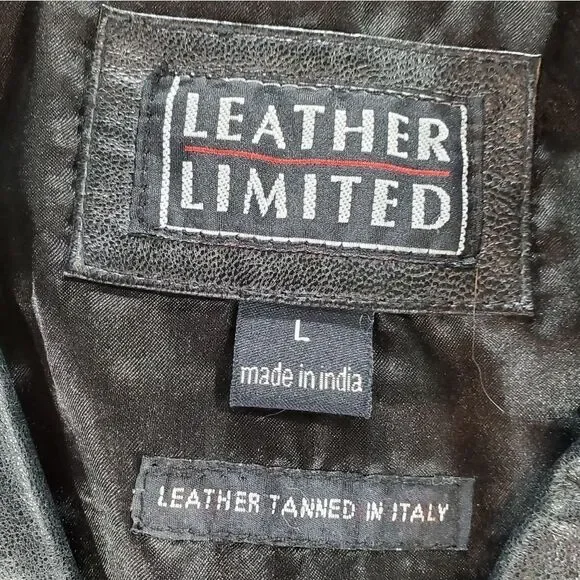 LEATHER
LIMITED
L
made in india
LEATHER TANNED IN ITALY